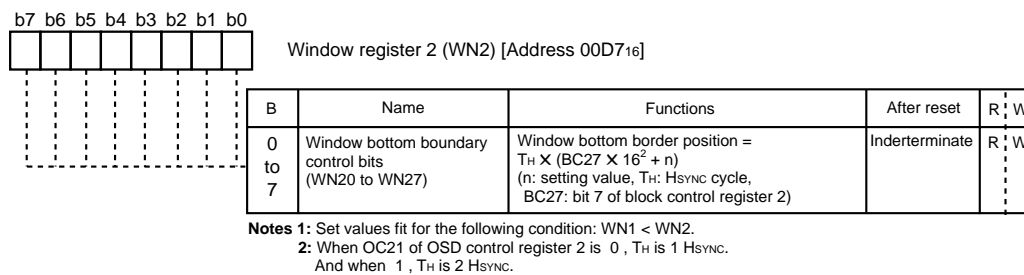 b7 b6 b5 b4 b3 b2 b1 b0
Window register 2 (WN2) [Address 00D716]
B Name Functions After reset R W
0 to 7
Window bottom boundary control bits (WN20 to WN27)
Window bottom border position =
TH X (BC27 X 16² + n)
(n: setting value, TH: HSYNC cycle,
BC27: bit 7 of block control register 2)
Inderterminate R W
Notes 1: Set values fit for the following condition: WN1 < WN2.
2: When OC21 of OSD control register 2 is 0 , TH is 1 HSYNC.
And when 1 , TH is 2 HSYNC.